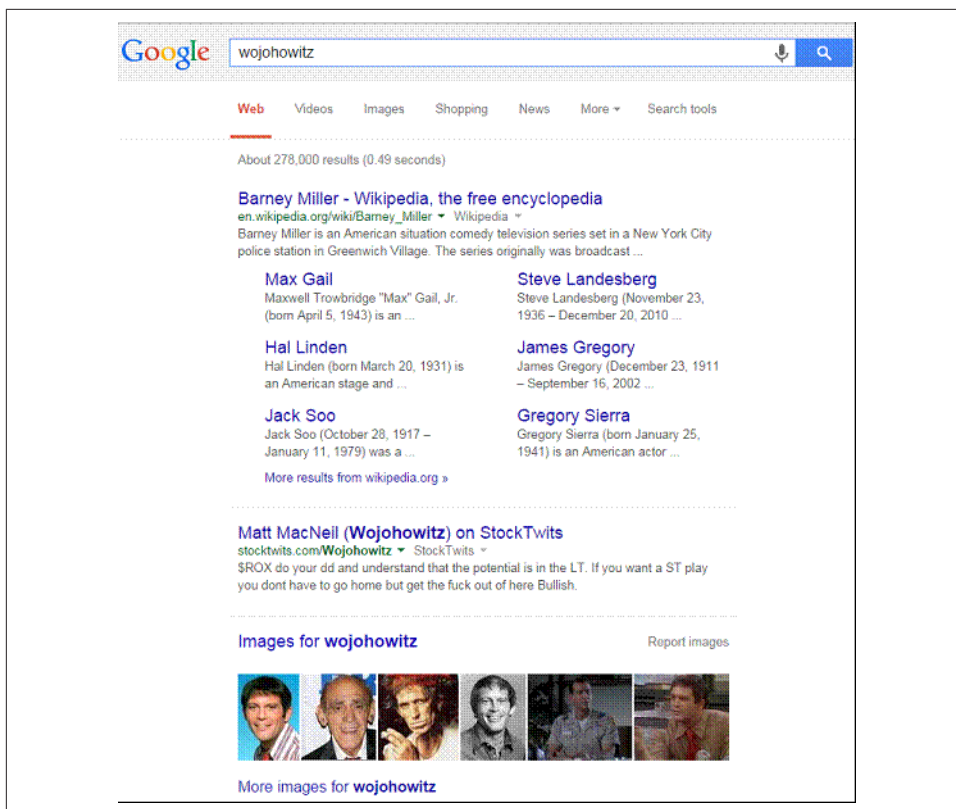 Google wojohowitz
Web Videos Images Shopping News More Search tools
About 278,000 results (0.49 seconds)
Barney Miller - Wikipedia, the free encyclopedia
en.wikipedia.org/wiki/Barney_Miller Wikipedia
Barney Miller is an American situation comedy television series set in a New York City
police station in Greenwich Village. The series originally was broadcast ...
Max Gail
Maxwell Trowbridge "Max" Gail, Jr.
(born April 5, 1943) is an ...
Steve Landesberg
Steve Landesberg (November 23,
1936 – December 20, 2010 ...
Hal Linden
Hal Linden (born March 20, 1931) is
an American stage and ...
James Gregory
James Gregory (December 23, 1911
– September 16, 2002 ...
Jack Soo
Jack Soo (October 28, 1917 –
January 11, 1979) was a ...
Gregory Sierra
Gregory Sierra (born January 25,
1941) is an American actor ...
More results from wikipedia.org »
Matt MacNeil (Wojohowitz) on StockTwits
stocktwits.com/Wojohowitz StockTwits
$ROX do your dd and understand that the potential is in the LT. If you want a ST play
you dont have to go home but get the fuck out of here Bullish.
Images for wojohowitz Report images
More images for wojohowitz